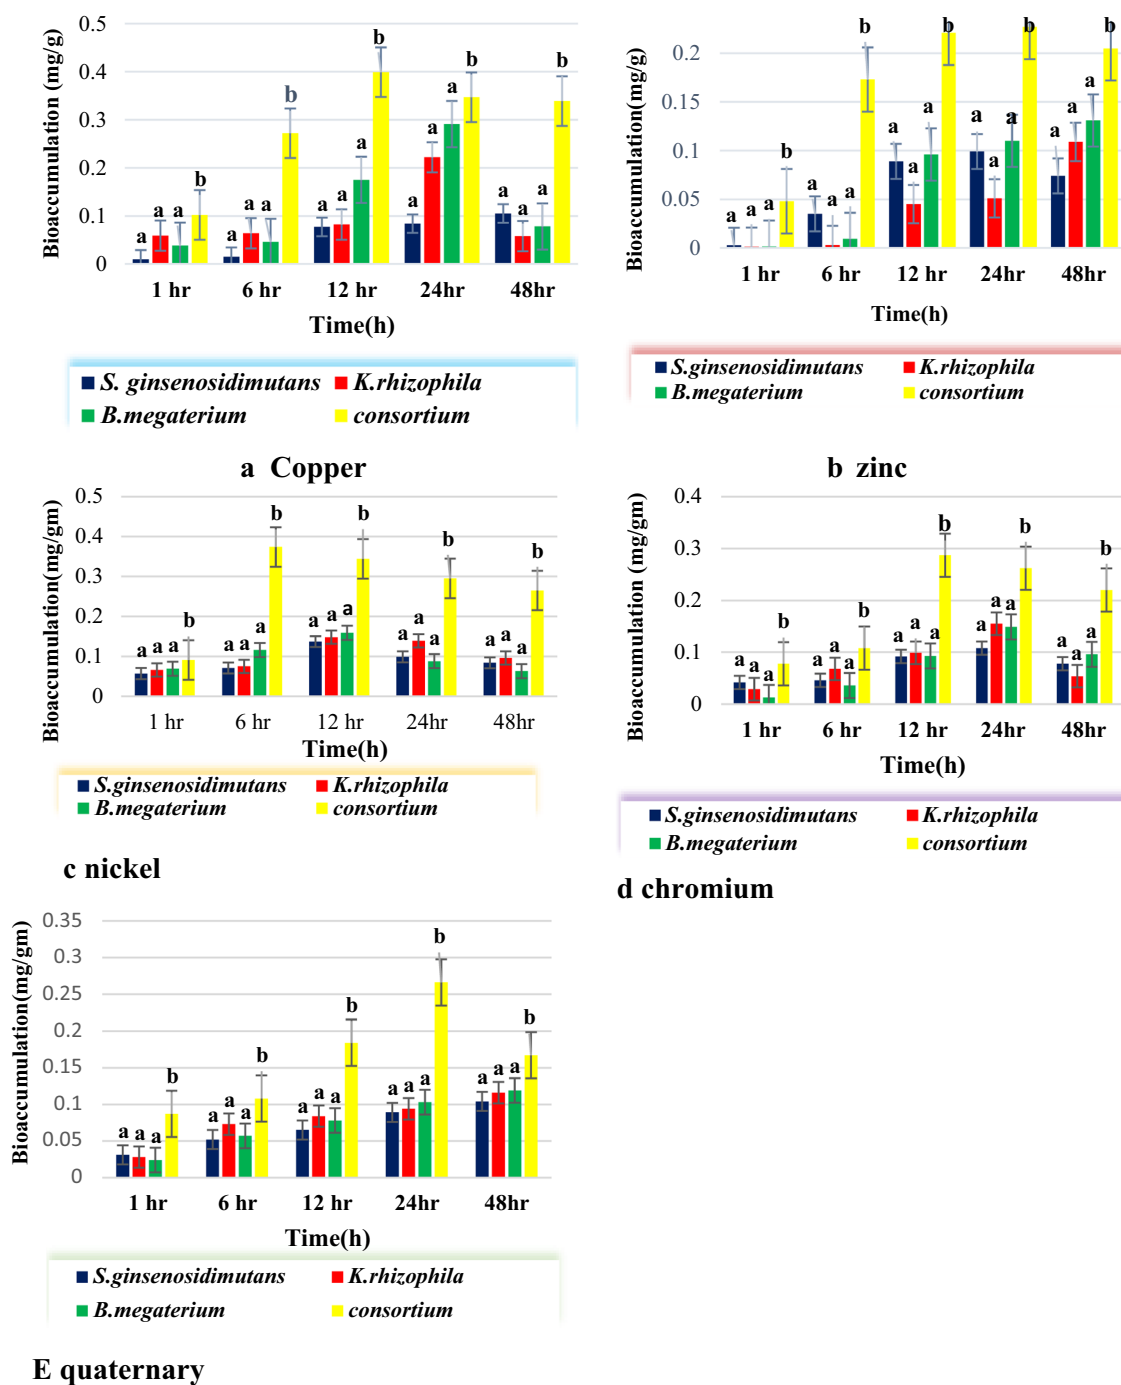 Bioaccumulation (mg/g)
0.5
0.4
0.3
0.2
0.1
0
a a a b
a a a b
a a a b
a a a b
a a a b
1 hr 6 hr 12 hr 24hr 48hr
Time(h)
S. ginsenosidimutans K.rhizophila
B.megaterium consortium
a Copper
Bioaccumulation(mg/g)
0.2
0.15
0.1
0.05
0
a a a b
a a a b
a a a b
a a a b
a a a b
1 hr 6 hr 12 hr 24hr 48hr
Time(h)
S.ginsenosidimutans K.rhizophila
B.megaterium consortium
b zinc
Bioaccumulation(mg/gm)
0.5
0.4
0.3
0.2
0.1
0
a a a b
a a a b
a a a b
a a a b
a a a b
1 hr 6 hr 12 hr 24hr 48hr
Time(h)
S.ginsenosidimutans K.rhizophila
B.megaterium consortium
c nickel
Bioaccumulation (mg/gm)
0.4
0.3
0.2
0.1
0
a a a b
a a a b
a a a b
a a a b
a a a b
1 hr 6 hr 12 hr 24hr 48hr
Time(h)
S.ginsenosidimutans K.rhizophila
B.megaterium consortium
d chromium
Bioaccumulation(mg/gm)
0.35
0.3
0.25
0.2
0.15
0.1
0.05
0
a a a b
a a a b
a a a b
a a a b
a a a b
1 hr 6 hr 12 hr 24hr 48hr
Time(h)
S.ginsenosidimutans K.rhizophila
B.megaterium consortium
E quaternary